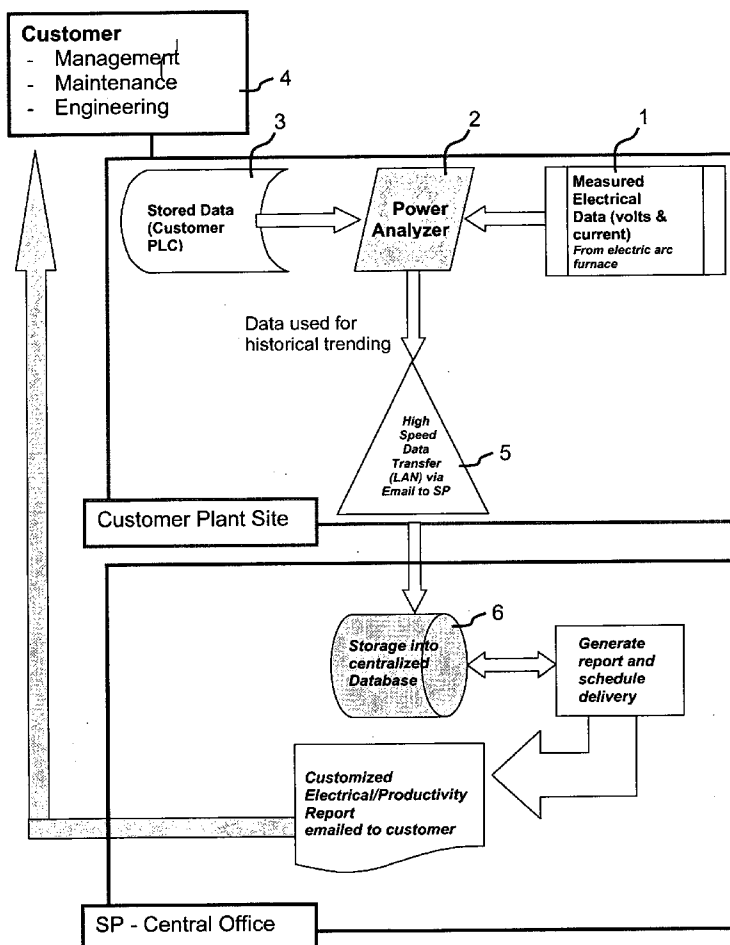 Customer
- Management
- Maintenance
- Engineering
4
3
2
1
Stored Data
(Customer
PLC)
Power
Analyzer
Measured
Electrical
Data (volts &
current)
From electric arc
furnace
Data used for
historical trending
High
Speed
Data
Transfer
(LAN) via
Email to SP
5
Customer Plant Site
6
Storage into
centralized
Database
Generate
report and
schedule
delivery
Customized
Electrical/Productivity
Report
emailed to customer
SP - Central Office